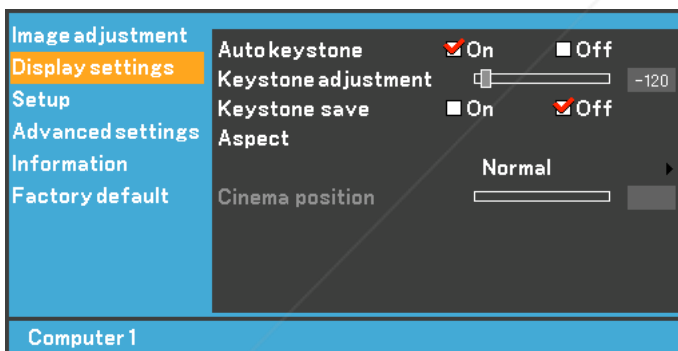 Image adjustment
Display settings
Setup
Advanced settings
Information
Factory default
Auto keystone On Off
Keystone adjustment -120
Keystone save On Off
Aspect
Normal
Cinema position
Computer 1